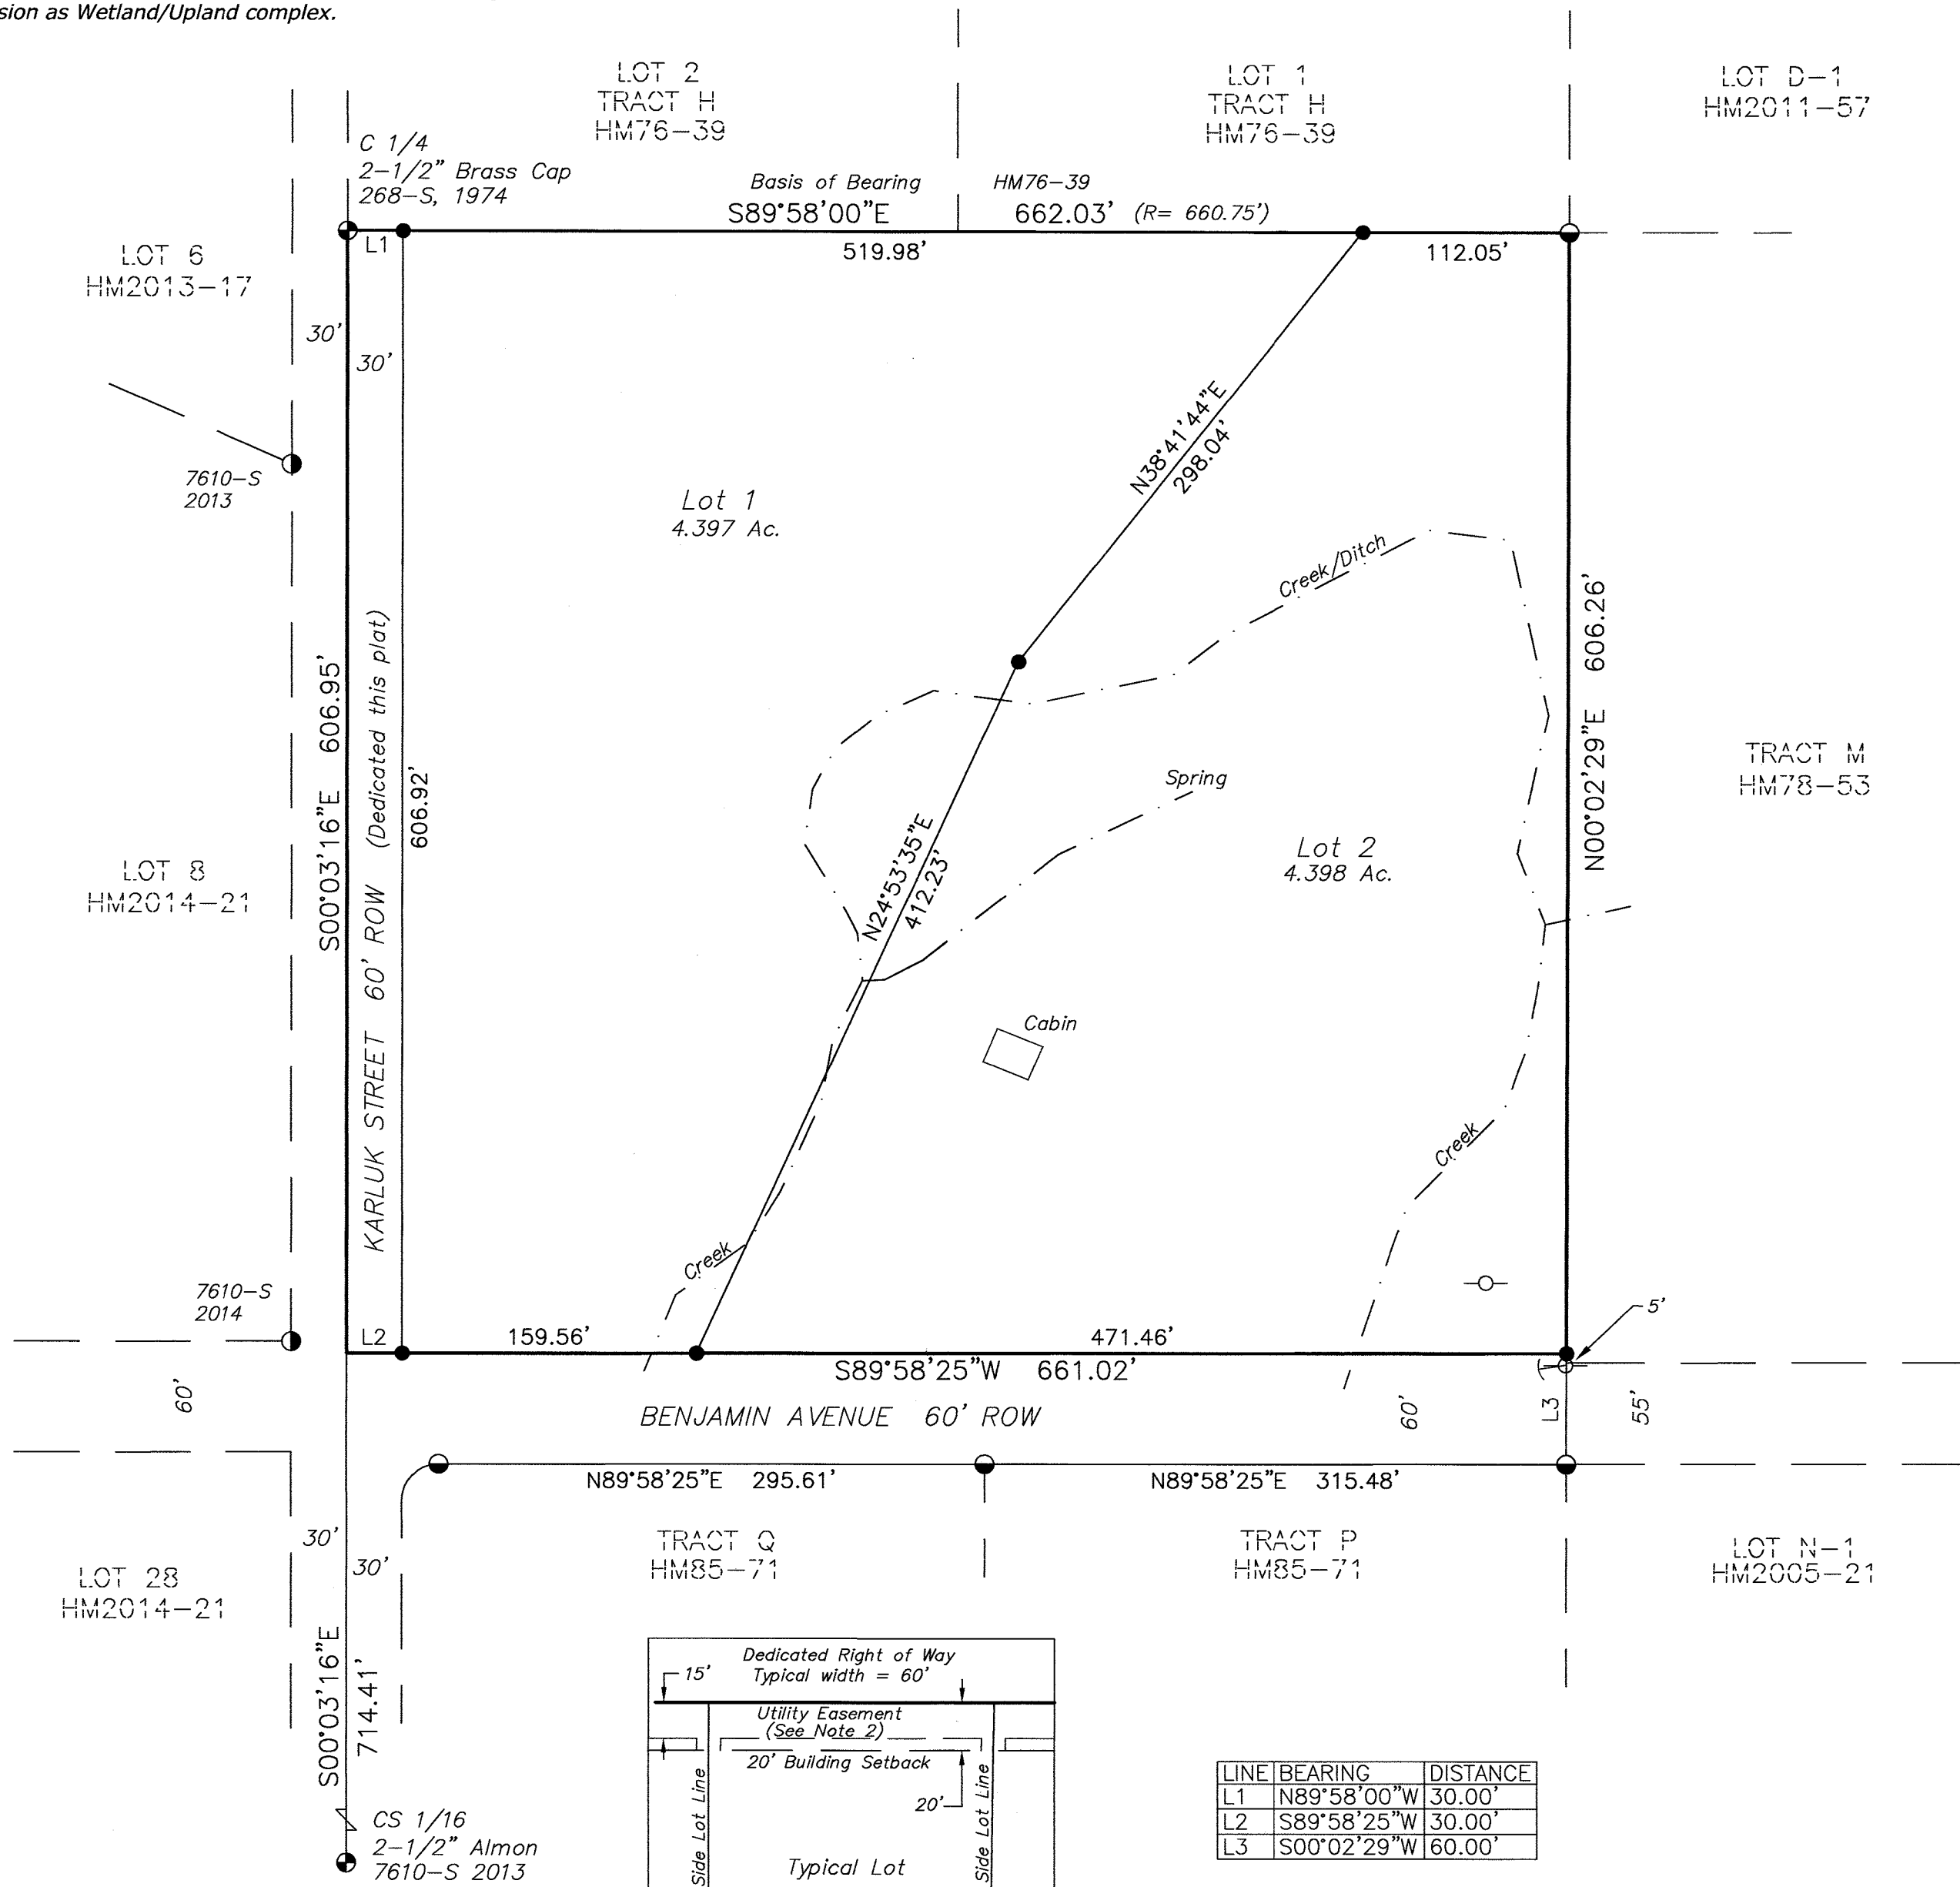 sion as Wetland/Upland complex.
LOT 2
TRACT H
HM76-39
LOT 1
TRACT H
HM76-39
LOT D-1
HM2011-57
C 1/4
2-1/2" Brass Cap
268-S, 1974
Basis of Bearing
HM76-39
S89°58'00"E
662.03' (R= 660.75')
L1
519.98'
112.05'
LOT 6
HM2013-17
30'
30'
7610-S
2013
Lot 1
4.397 Ac.
N38°41'44"E
298.04'
Creek/Ditch
S00°03'16"E 606.95'
KARLUK STREET 60' ROW (Dedicated this plat)
606.92'
N00°02'29"E 606.26'
TRACT M
HM78-53
Spring
N24°53'35"E
412.23'
Lot 2
4.398 Ac.
LOT 8
HM2014-21
Cabin
Creek
Creek
7610-S
2014
L2
159.56'
471.46'
5'
S89°58'25"W 661.02'
60'
BENJAMIN AVENUE 60' ROW
60'
L3
55'
N89°58'25"E 295.61'
N89°58'25"E 315.48'
30'
30'
TRACT Q
HM85-71
TRACT P
HM85-71
LOT N-1
HM2005-21
LOT 28
HM2014-21
S00°03'16"E
714.41'
CS 1/16
2-1/2" Almon
7610-S 2013
Dedicated Right of Way
Typical width = 60'
15'
Utility Easement
(See Note 2)
20' Building Setback
20'
Side Lot Line
Side Lot Line
Typical Lot
LINE BEARING DISTANCE
L1 N89°58'00"W 30.00'
L2 S89°58'25"W 30.00'
L3 S00°02'29"W 60.00'